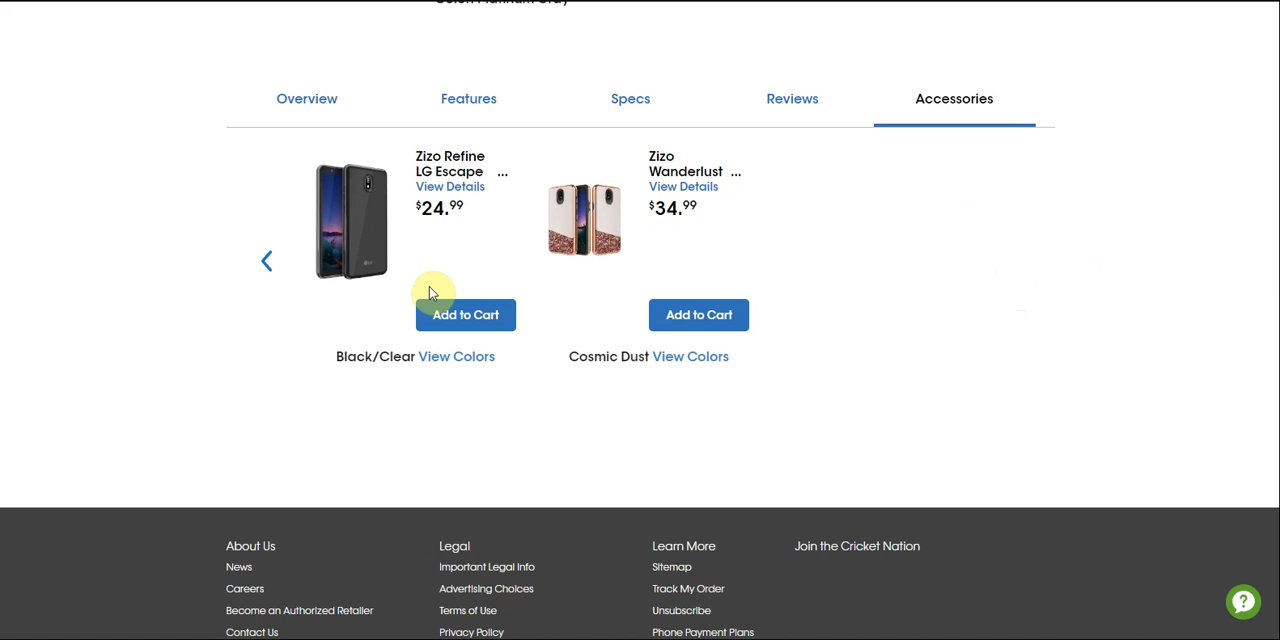 Color: Platinum Gray
Overview
Features
Specs
Reviews
Accessories
Zizo Refine
LG Escape ...
View Details
$24.99
Add to Cart
Black/Clear View Colors
Zizo
Wanderlust ...
View Details
$34.99
Add to Cart
Cosmic Dust View Colors
About Us
News
Careers
Become an Authorized Retailer
Contact Us
Legal
Important Legal Info
Advertising Choices
Terms of Use
Privacy Policy
Learn More
Sitemap
Track My Order
Unsubscribe
Phone Payment Plans
Join the Cricket Nation
?